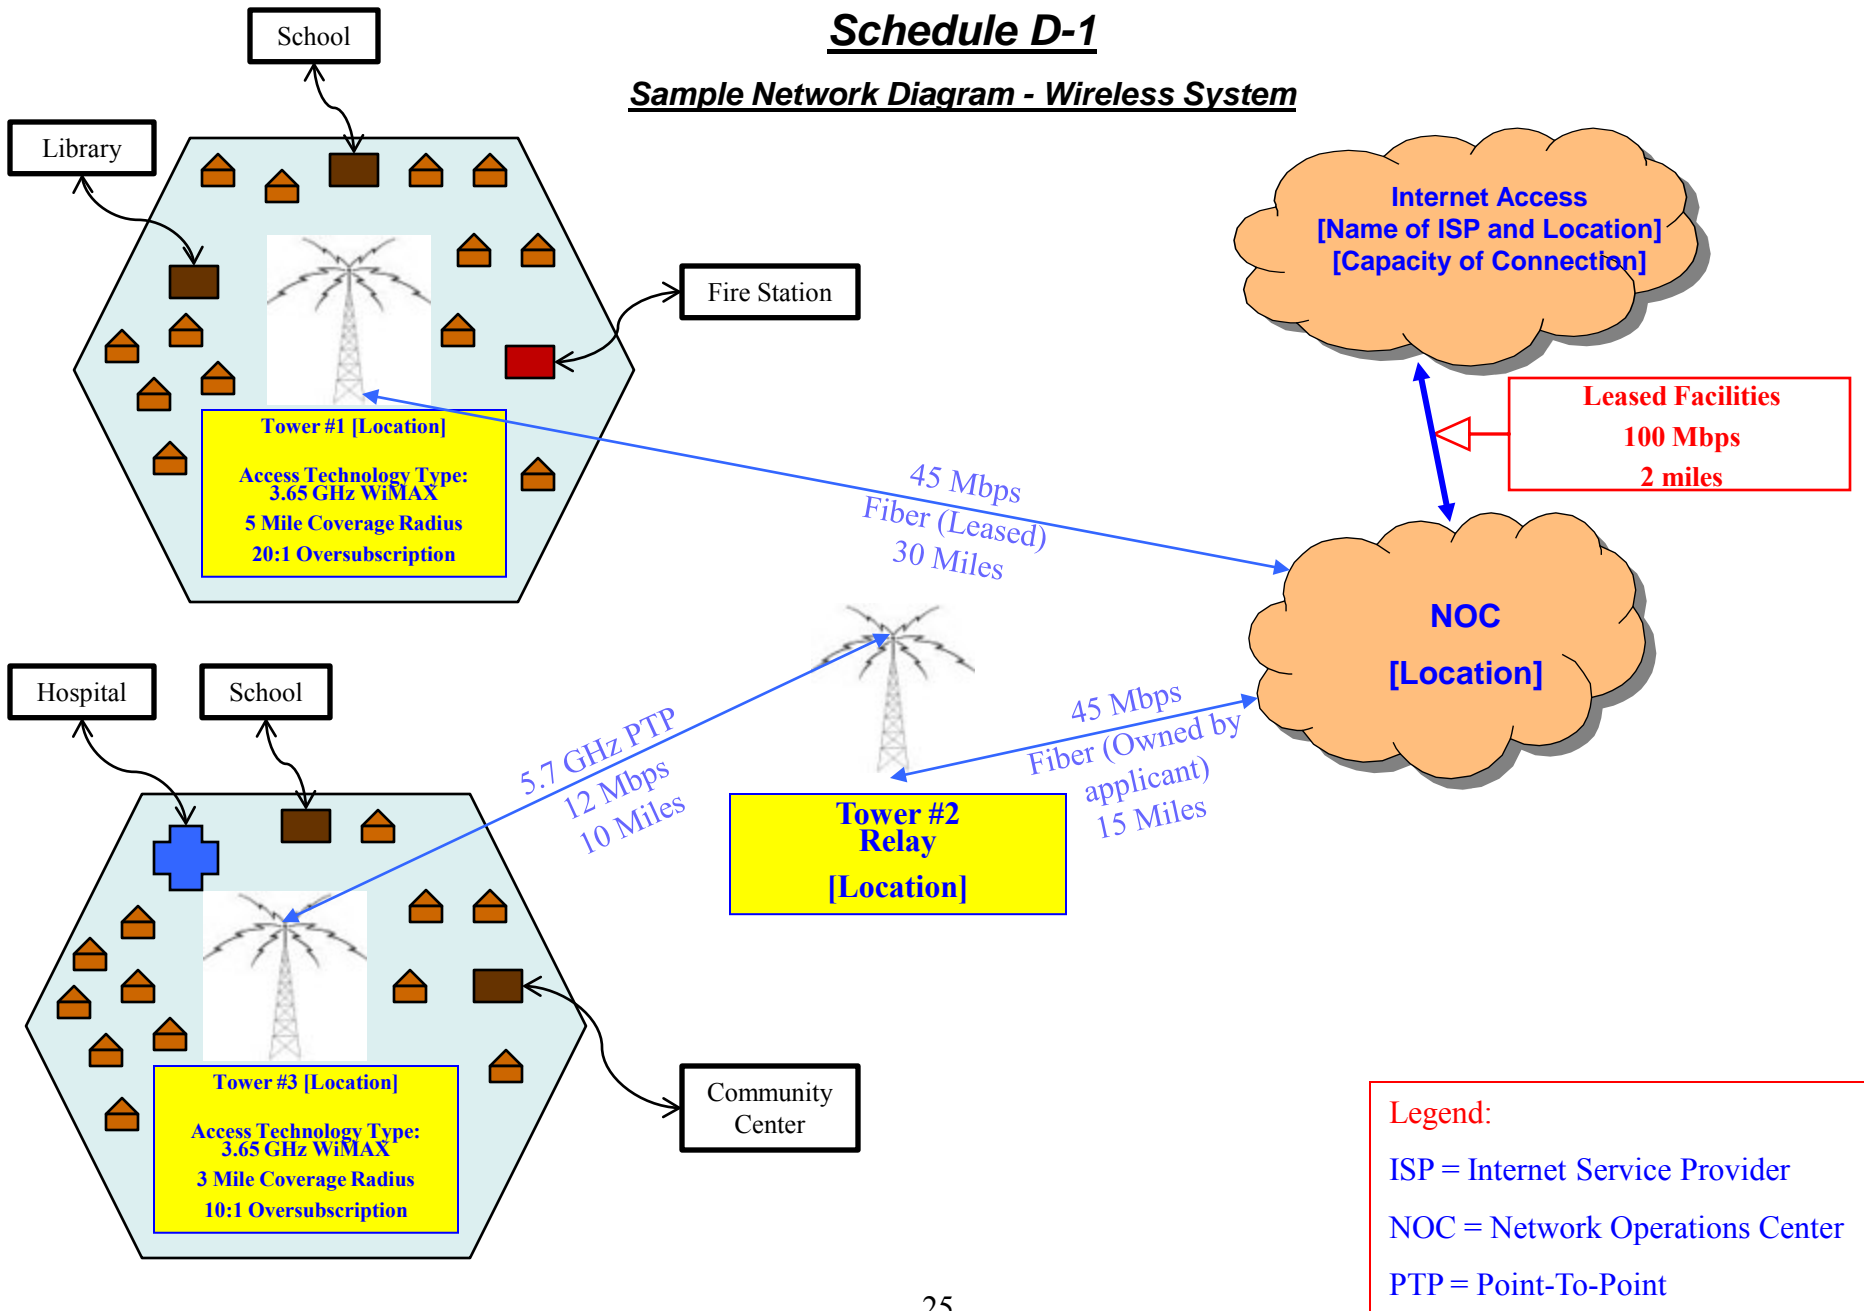 Schedule D-1
Sample Network Diagram - Wireless System
School
Library
Fire Station
Tower #1 [Location]
Access Technology Type:
3.65 GHz WiMAX
5 Mile Coverage Radius
20:1 Oversubscription
Internet Access
[Name of ISP and Location]
[Capacity of Connection]
Leased Facilities
100 Mbps
2 miles
45 Mbps
Fiber (Leased)
30 Miles
NOC
[Location]
Hospital
School
5.7 GHz PTP
12 Mbps
10 Miles
45 Mbps
Fiber (Owned by
applicant)
15 Miles
Tower #2
Relay
[Location]
Tower #3 [Location]
Access Technology Type:
3.65 GHz WiMAX
3 Mile Coverage Radius
10:1 Oversubscription
Community
Center
Legend:
ISP = Internet Service Provider
NOC = Network Operations Center
PTP = Point-To-Point
25